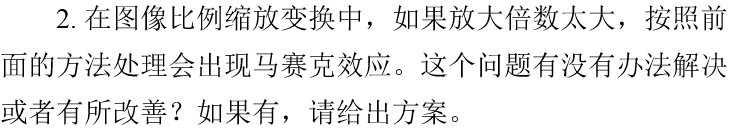 2. 在图像比例缩放变换中，如果放大倍数太大，按照前
面的方法处理会出现马赛克效应。这个问题有没有办法解决
或者有所改善？如果有，请给出方案。